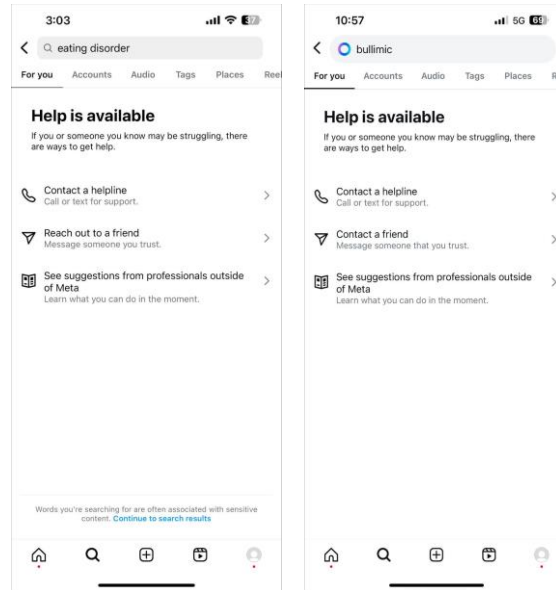 3:03
37
eating disorder
For you Accounts Audio Tags Places Reel
Help is available
If you or someone you know may be struggling, there
are ways to get help.
Contact a helpline
Call or text for support.
Reach out to a friend
Message someone you trust.
See suggestions from professionals outside
of Meta
Learn what you can do in the moment.
Words you're searching for are often associated with sensitive
content. Continue to search results
10:57
5G 69
bullimic
For you Accounts Audio Tags Places R
Help is available
If you or someone you know may be struggling, there
are ways to get help.
Contact a helpline
Call or text for support.
Contact a friend
Message someone that you trust.
See suggestions from professionals outside
of Meta
Learn what you can do in the moment.